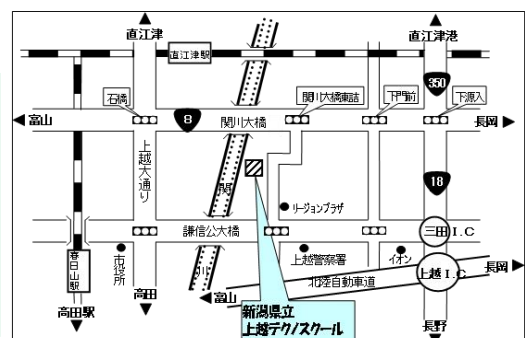 直江津
直江津港
直江津駅
350
石橋
関川大橋東詰
下門前
下源入
富山
8
関川大橋
長岡
上越大通り
関
18
リージョンプラザ
謙信公大橋
三田I.C
市役所
川
上越警察署
イオン
春日山駅
北陸自動車道
上越I.C
長岡
高田駅
高田
富山
長野
新潟県立
上越テクノスクール